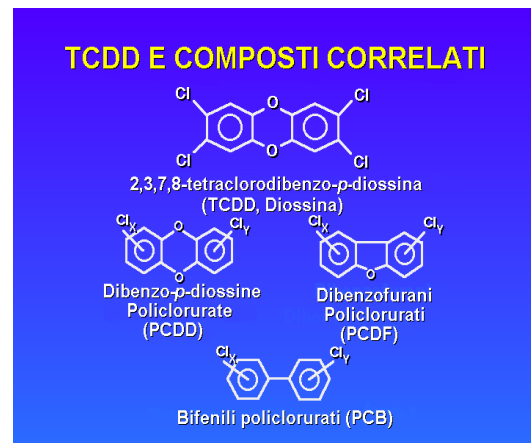 TCDD E COMPOSTI CORRELATI
Cl O Cl
Cl O Cl
2,3,7,8-tetraclorodibenzo-p-diossina
(TCDD, Diossina)
ClX O ClY
O
Dibenzo-p-diossine
Policlorurate
(PCDD)
ClX ClY
O
Dibenzofurani
Policlorurati
(PCDF)
ClX ClY
Bifenili policlorurati (PCB)